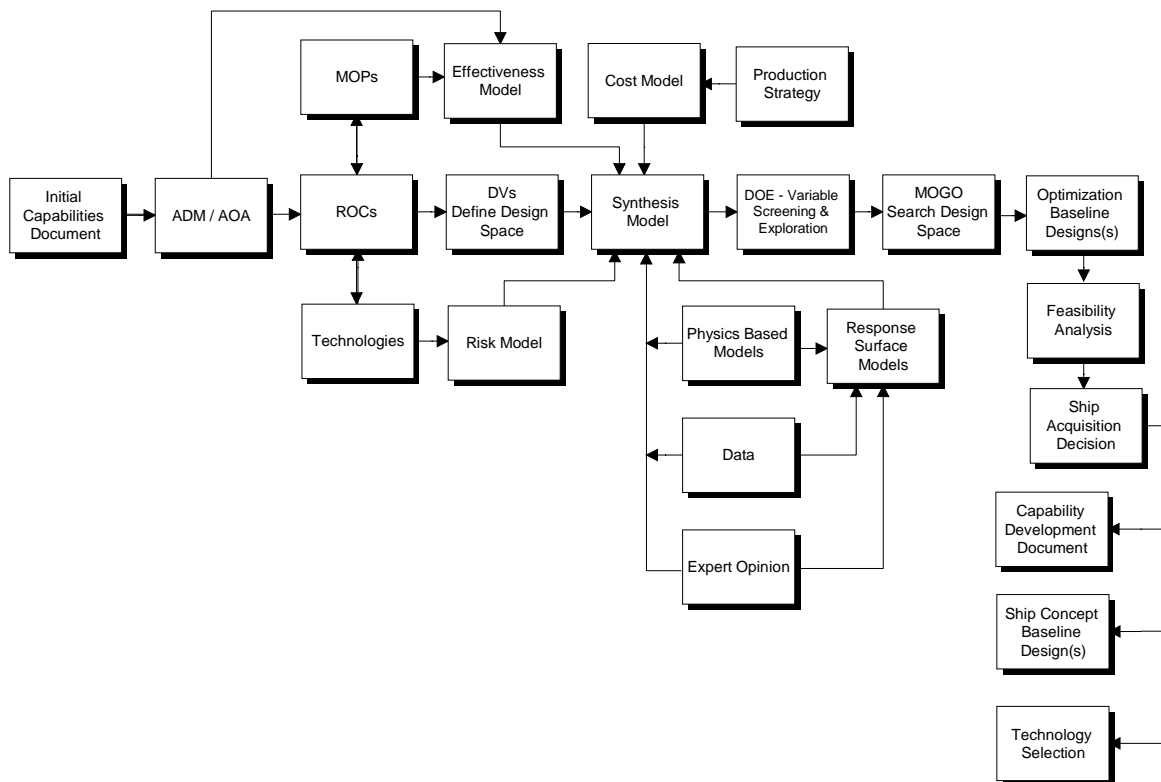 MOPs
Effectiveness
Model
Cost Model
Production
Strategy
Initial
Capabilities
Document
ADM / AOA
ROCs
DVs
Define Design
Space
Synthesis
Model
DOE - Variable
Screening &
Exploration
MOGO
Search Design
Space
Optimization
Baseline
Designs(s)
Technologies
Risk Model
Physics Based
Models
Response
Surface
Models
Feasibility
Analysis
Data
Ship
Acquisition
Decision
Expert Opinion
Capability
Development
Document
Ship Concept
Baseline
Design(s)
Technology
Selection